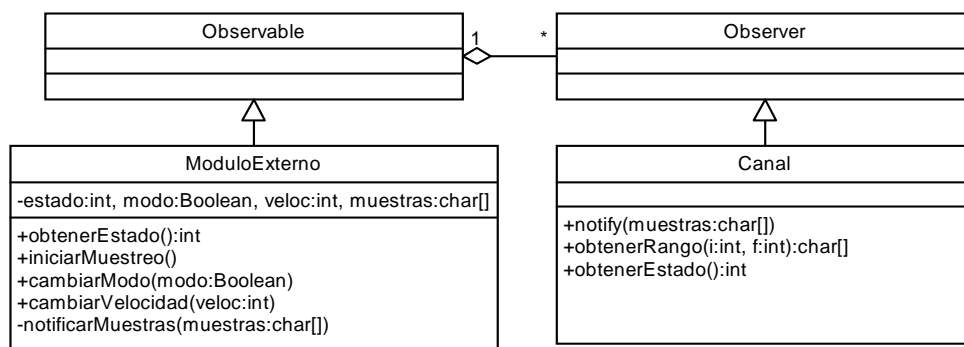 Observable
1
*
Observer
ModuloExterno
-estado:int, modo:Boolean, veloc:int, muestras:char[]
+obtenerEstado():int
+iniciarMuestreo()
+cambiarModo(modo:Boolean)
+cambiarVelocidad(veloc:int)
-notificarMuestras(muestras:char[])
Canal
+notify(muestras:char[])
+obtenerRango(i:int, f:int):char[]
+obtenerEstado():int